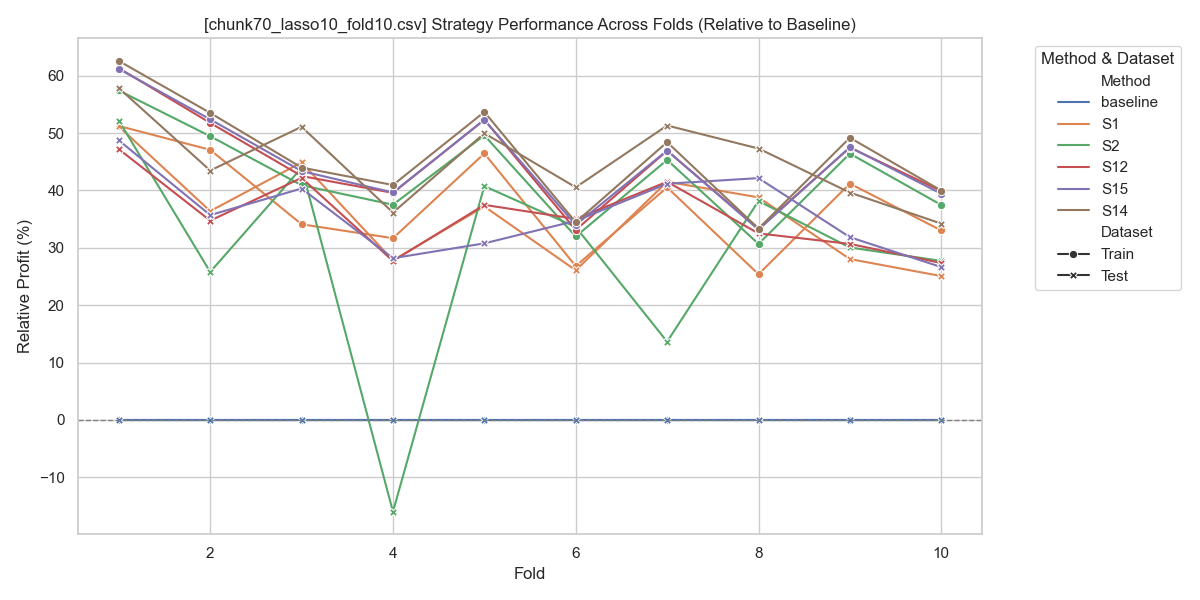 [chunk70_lasso10_fold10.csv] Strategy Performance Across Folds (Relative to Baseline)
Relative Profit (%)
60
50
40
30
20
10
0
−10
2
4
6
8
10
Fold
Method & Dataset
Method
baseline
S1
S2
S12
S15
S14
Dataset
Train
Test